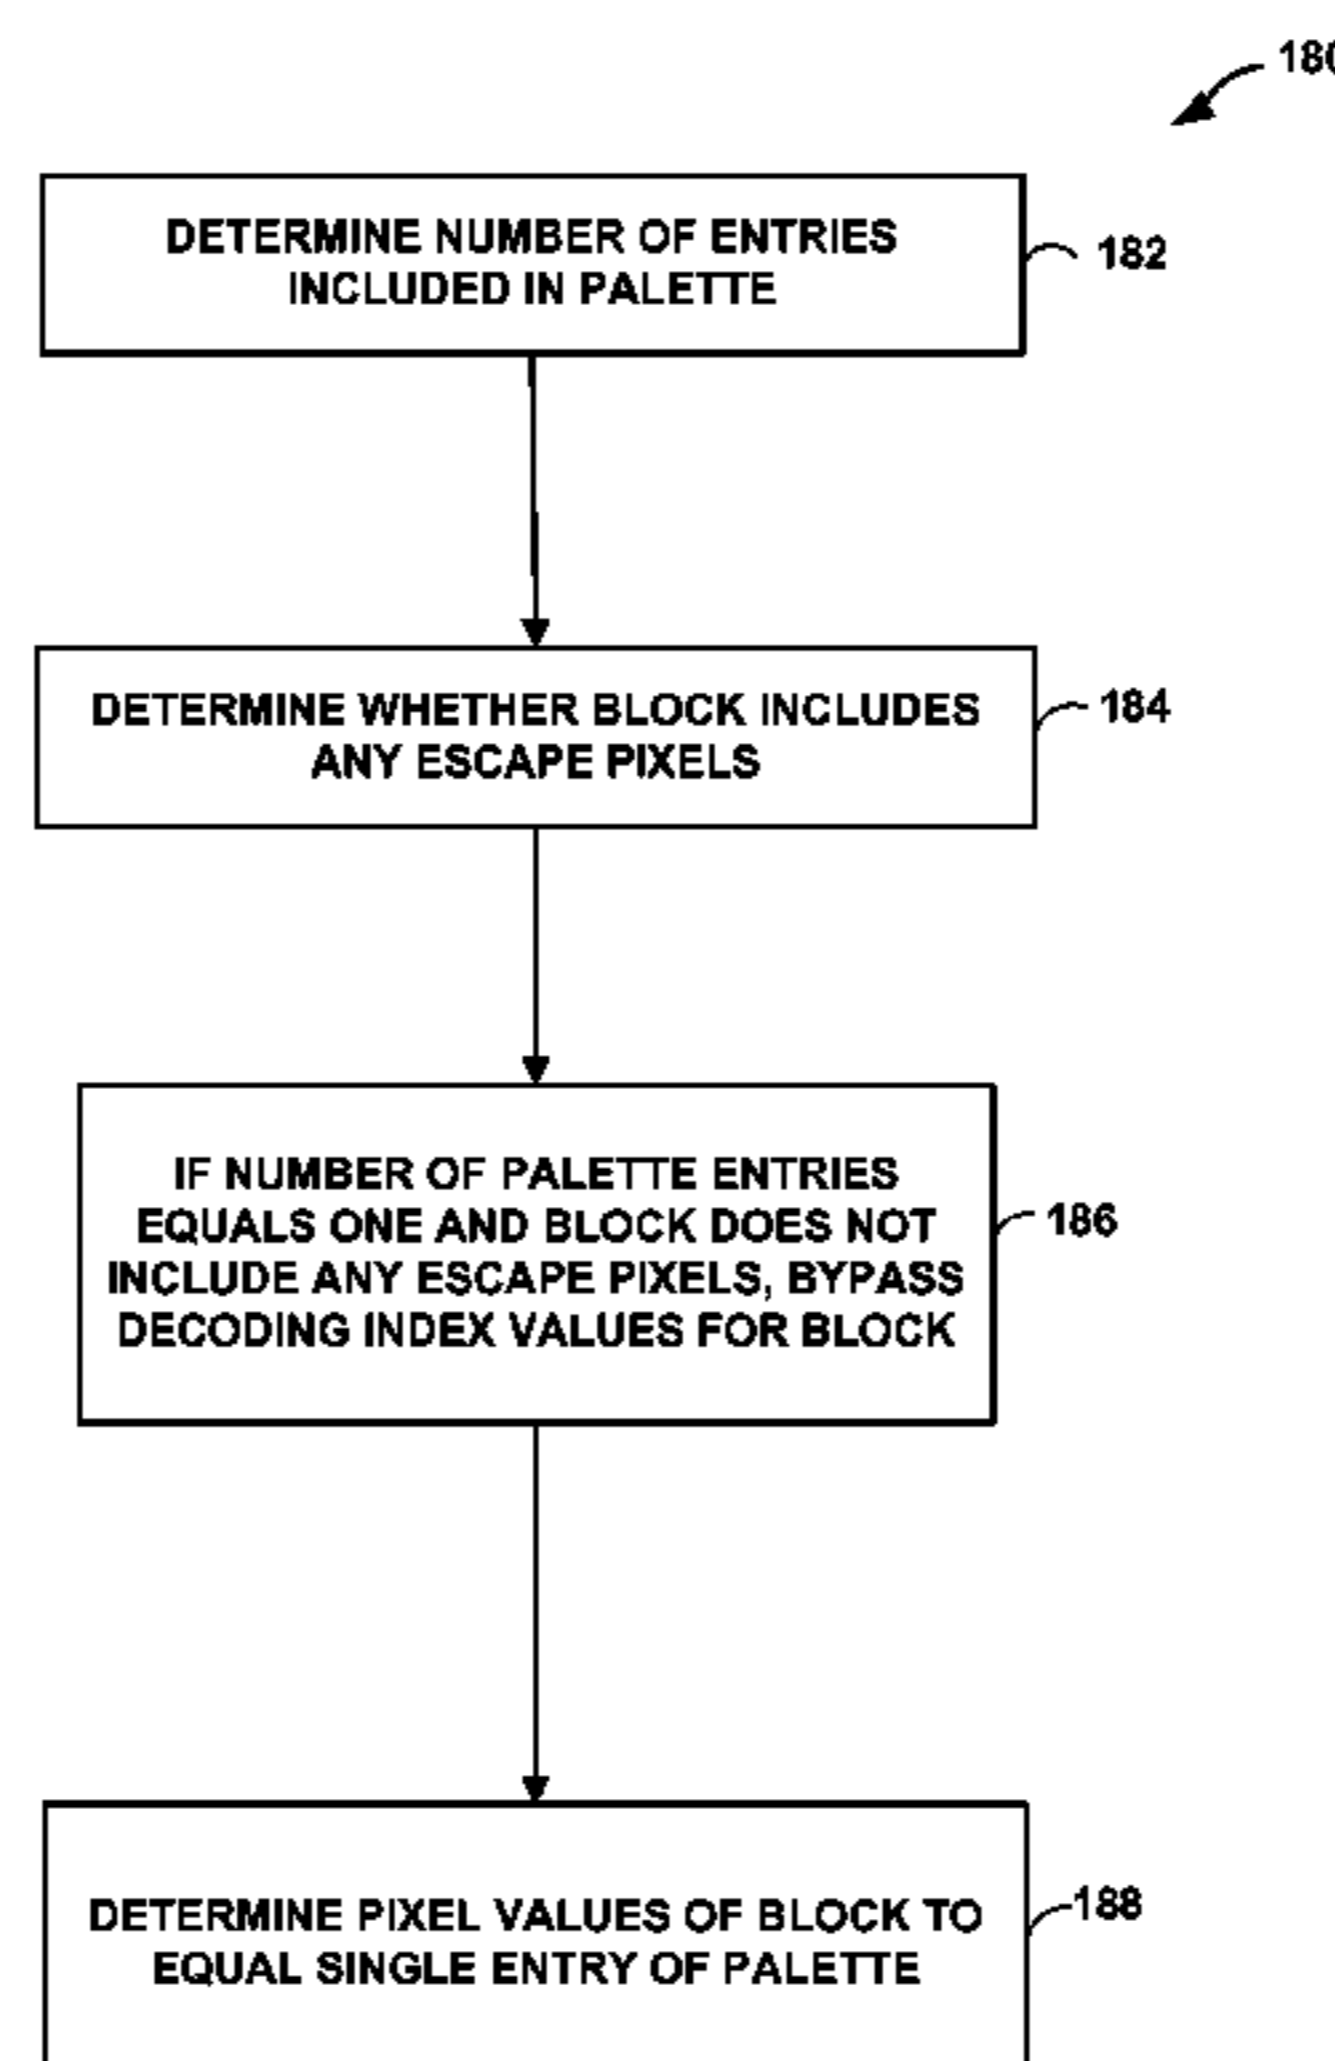 180
DETERMINE NUMBER OF ENTRIES
INCLUDED IN PALETTE
182
DETERMINE WHETHER BLOCK INCLUDES
ANY ESCAPE PIXELS
184
IF NUMBER OF PALETTE ENTRIES
EQUALS ONE AND BLOCK DOES NOT
INCLUDE ANY ESCAPE PIXELS, BYPASS
DECODING INDEX VALUES FOR BLOCK
186
DETERMINE PIXEL VALUES OF BLOCK TO
EQUAL SINGLE ENTRY OF PALETTE
188